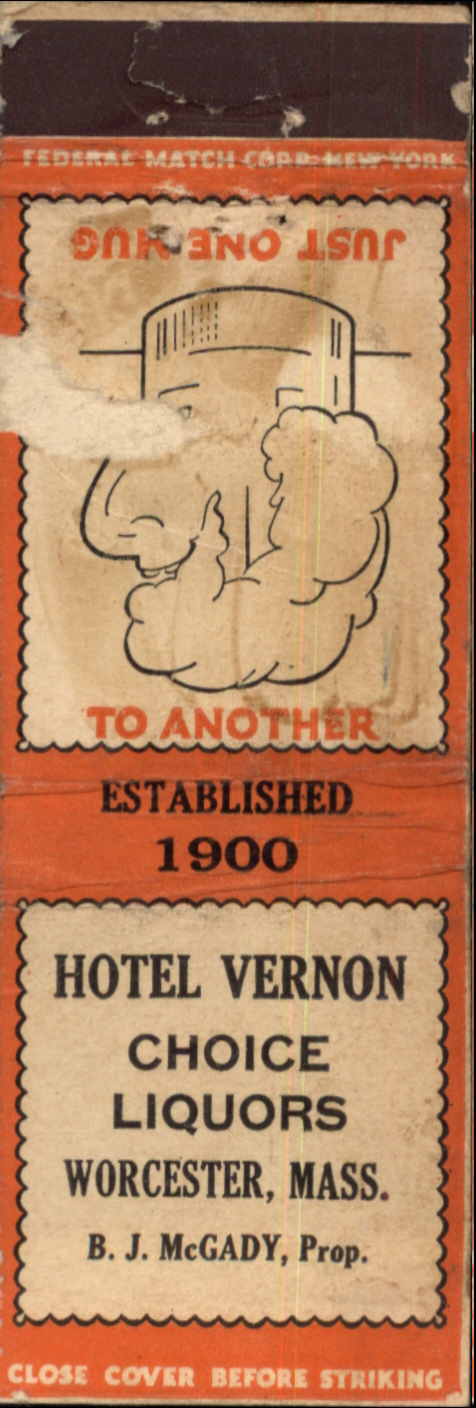 FEDERAL MATCH CORP. NEW YORK
JUST ONE MUG
TO ANOTHER
ESTABLISHED
1900
HOTEL VERNON
CHOICE
LIQUORS
WORCESTER, MASS.
B. J. McGADY, Prop.
CLOSE COVER BEFORE STRIKING